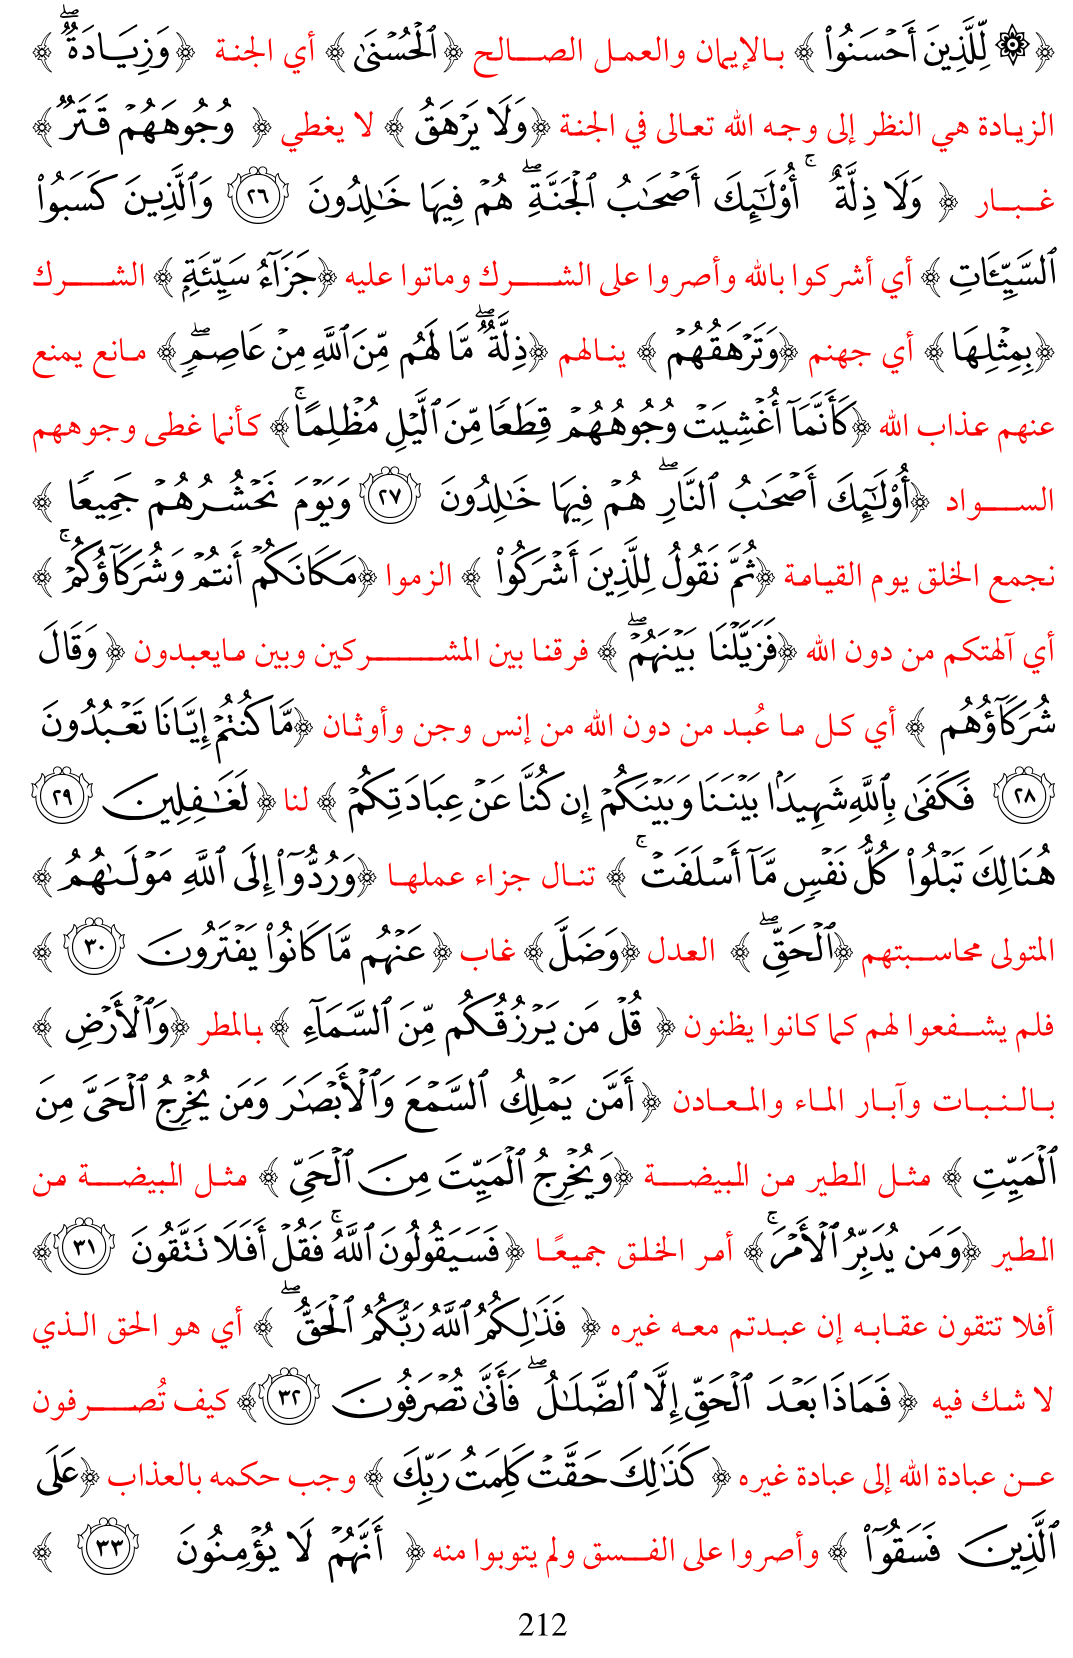 ﴿ ۞ لِّلَّذِينَ أَحْسَنُوا۟ ﴾ بالإيمان والعمل الصالح ﴿ٱلْحُسْنَىٰ﴾ أي الجنة ﴿وَزِيَادَةٌۖ﴾
الزيادة هي النظر إلى وجه الله تعالى في الجنة ﴿وَلَا يَرْهَقُ﴾ لا يغطي ﴿ وُجُوهَهُمْ قَتَرٌ﴾
غبار ﴿ وَلَا ذِلَّةٌ ۚ أُو۟لَٰٓئِكَ أَصْحَٰبُ ٱلْجَنَّةِۖ هُمْ فِيهَا خَٰلِدُونَ ٢٦ وَٱلَّذِينَ كَسَبُوا۟
ٱلسَّيِّـَٔاتِ ﴾ أي أشركوا بالله وأصروا على الشرك وماتوا عليه ﴿جَزَآءُ سَيِّئَةٍ﴾ الشرك
﴿بِمِثْلِهَا﴾ أي جهنم ﴿وَتَرْهَقُهُمْ ﴾ ينالهم ﴿ذِلَّةٌۖ مَّا لَهُم مِّنَ ٱللَّهِ مِنْ عَاصِمٍۖ﴾ مانع يمنع
عنهم عذاب الله ﴿كَأَنَّمَآ أُغْشِيَتْ وُجُوهُهُمْ قِطَعًا مِّنَ ٱلَّيْلِ مُظْلِمًاۚ﴾ كأنما غطى وجوههم
السواد ﴿أُو۟لَٰٓئِكَ أَصْحَٰبُ ٱلنَّارِۖ هُمْ فِيهَا خَٰلِدُونَ ٢٧ وَيَوْمَ نَحْشُرُهُمْ جَمِيعًا ﴾
نجمع الخلق يوم القيامة ﴿ثُمَّ نَقُولُ لِلَّذِينَ أَشْرَكُوا۟ ﴾ الزموا ﴿مَكَانَكُمْ أَنتُمْ وَشُرَكَآؤُكُمْۚ ﴾
أي آلهتكم من دون الله ﴿فَزَيَّلْنَا بَيْنَهُمْۖ ﴾ فرقنا بين المشركين وبين مايعبدون ﴿ وَقَالَ
شُرَكَآؤُهُم ﴾ أي كل ما عُبد من دون الله من إنس وجن وأوثان ﴿مَّا كُنتُمْ إِيَّانَا تَعْبُدُونَ
٢٨ فَكَفَىٰ بِٱللَّهِ شَهِيدًۢا بَيْنَنَا وَبَيْنَكُمْ إِن كُنَّا عَنْ عِبَادَتِكُمْ ﴾ لنا ﴿ لَغَٰفِلِينَ ٢٩
هُنَالِكَ تَبْلُوا۟ كُلُّ نَفْسٍ مَّآ أَسْلَفَتْۚ ﴾ تنال جزاء عملها ﴿وَرُدُّوٓا۟ إِلَى ٱللَّهِ مَوْلَىٰهُمُ ﴾
المتولى محاسبتهم ﴿ٱلْحَقِّۖ ﴾ العدل ﴿وَضَلَّ﴾ غاب ﴿ عَنْهُم مَّا كَانُوا۟ يَفْتَرُونَ ٣٠ ﴾
فلم يشفعوا لهم كما كانوا يظنون ﴿ قُلْ مَن يَرْزُقُكُم مِّنَ ٱلسَّمَآءِ ﴾ بالمطر ﴿وَٱلْأَرْضِ ﴾
بالنبات وآبار الماء والمعادن ﴿ أَمَّن يَمْلِكُ ٱلسَّمْعَ وَٱلْأَبْصَٰرَ وَمَن يُخْرِجُ ٱلْحَىَّ مِنَ
ٱلْمَيِّتِ ﴾ مثل الطير من البيضة ﴿وَيُخْرِجُ ٱلْمَيِّتَ مِنَ ٱلْحَىِّ ﴾ مثل البيضة من
الطير ﴿وَمَن يُدَبِّرُ ٱلْأَمْرَۚ﴾ أمر الخلق جميعًا ﴿ فَسَيَقُولُونَ ٱللَّهُۚ فَقُلْ أَفَلَا تَتَّقُونَ ٣١﴾
أفلا تتقون عقابه إن عبدتم معه غيره ﴿ فَذَٰلِكُمُ ٱللَّهُ رَبُّكُمُ ٱلْحَقُّۖ ﴾ أي هو الحق الذي
لا شك فيه ﴿ فَمَاذَا بَعْدَ ٱلْحَقِّ إِلَّا ٱلضَّلَٰلُۖ فَأَنَّىٰ تُصْرَفُونَ ٣٢﴾ كيف تُصرفون
عن عبادة الله إلى عبادة غيره ﴿ كَذَٰلِكَ حَقَّتْ كَلِمَتُ رَبِّكَ ﴾ وجب حكمه بالعذاب ﴿عَلَى
ٱلَّذِينَ فَسَقُوٓا۟ ﴾ وأصروا على الفسق ولم يتوبوا منه ﴿ أَنَّهُمْ لَا يُؤْمِنُونَ ٣٣ ﴾
212